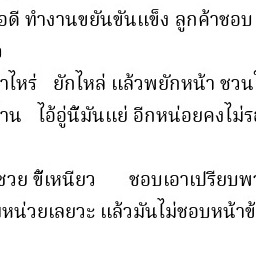 อดี ทำงานขยันขันแข็ง ลูกค้าชอบ
าไหร่ ยักไหล่ แล้วพยักหน้า ชวน
าน ไอ้อู่นี้มันแย่ อีกหน่อยคงไม่
ซวย ขี้เหนียว ชอบเอาเปรียบ
หน่วยเลยวะ แล้วมันไม่ชอบหน้าข้